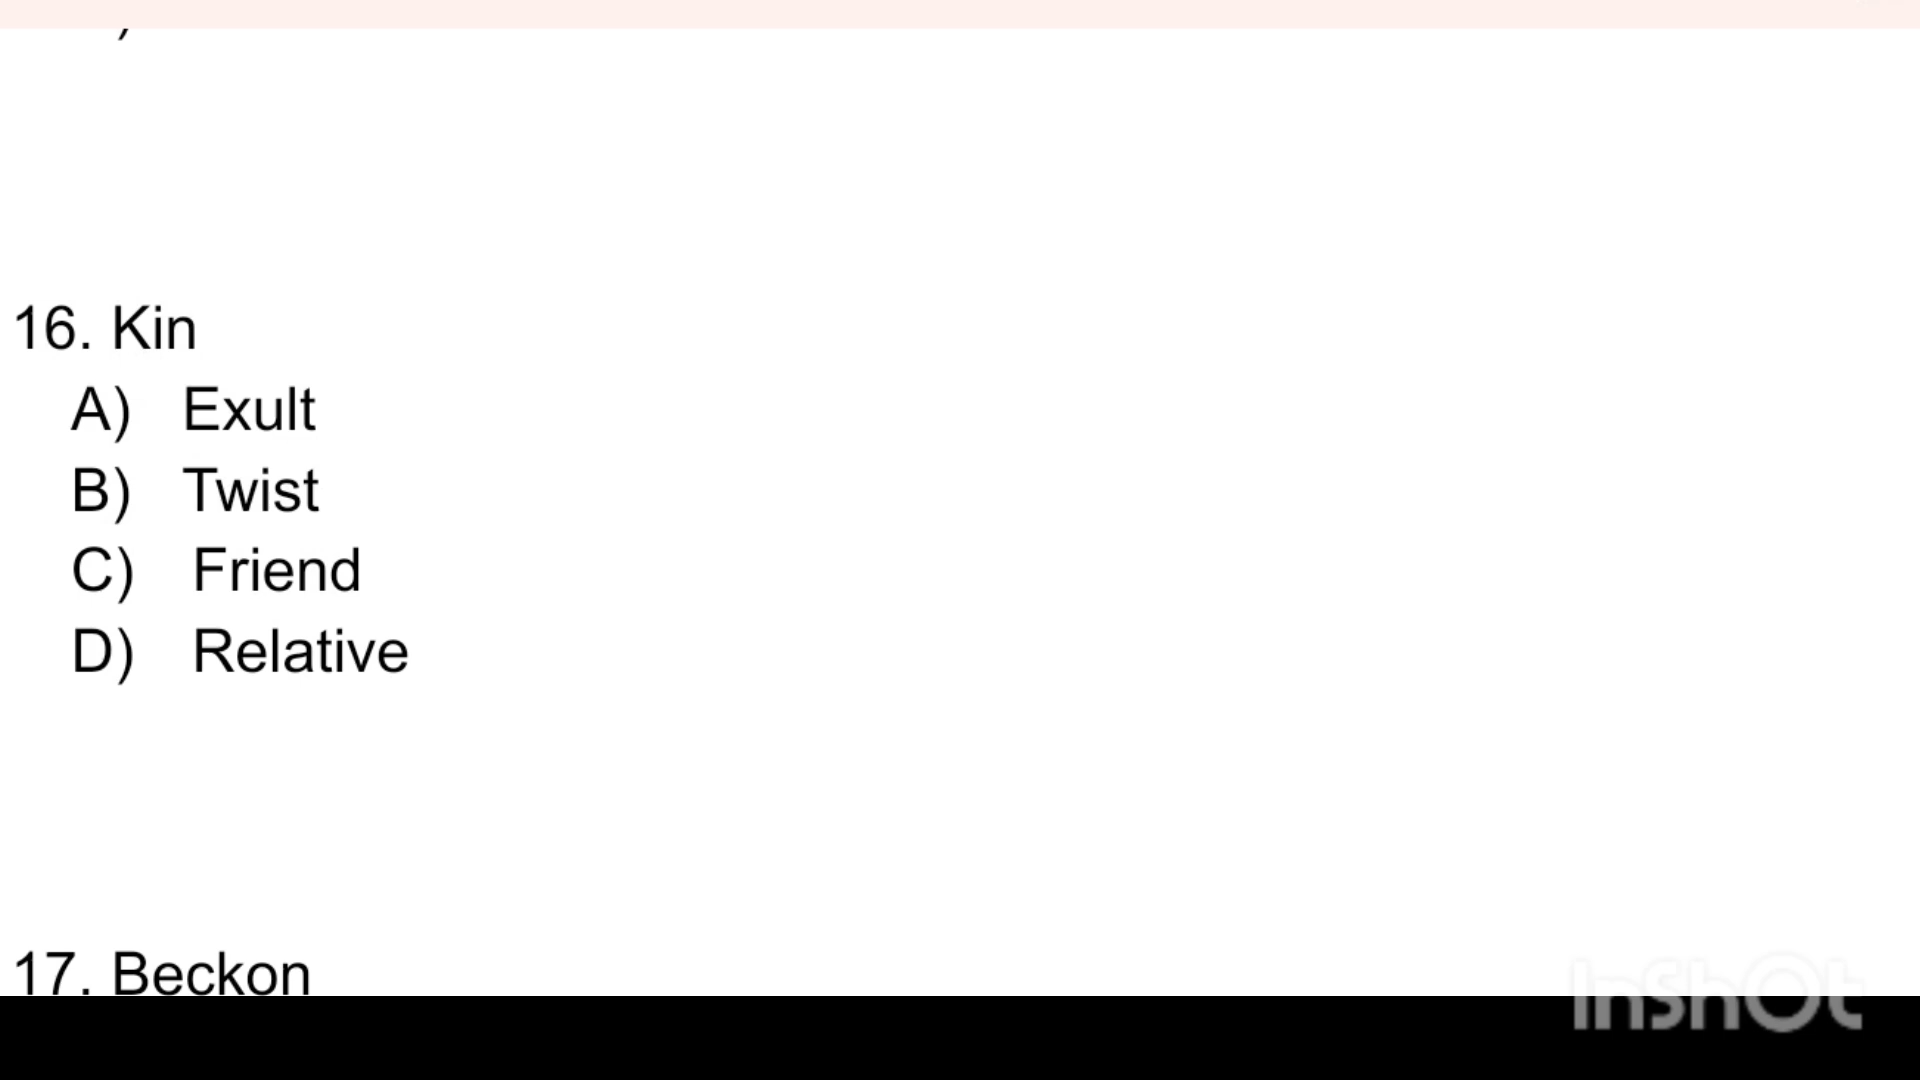 16. Kin
A) Exult
B) Twist
C) Friend
D) Relative
17. Beckon
InShOt